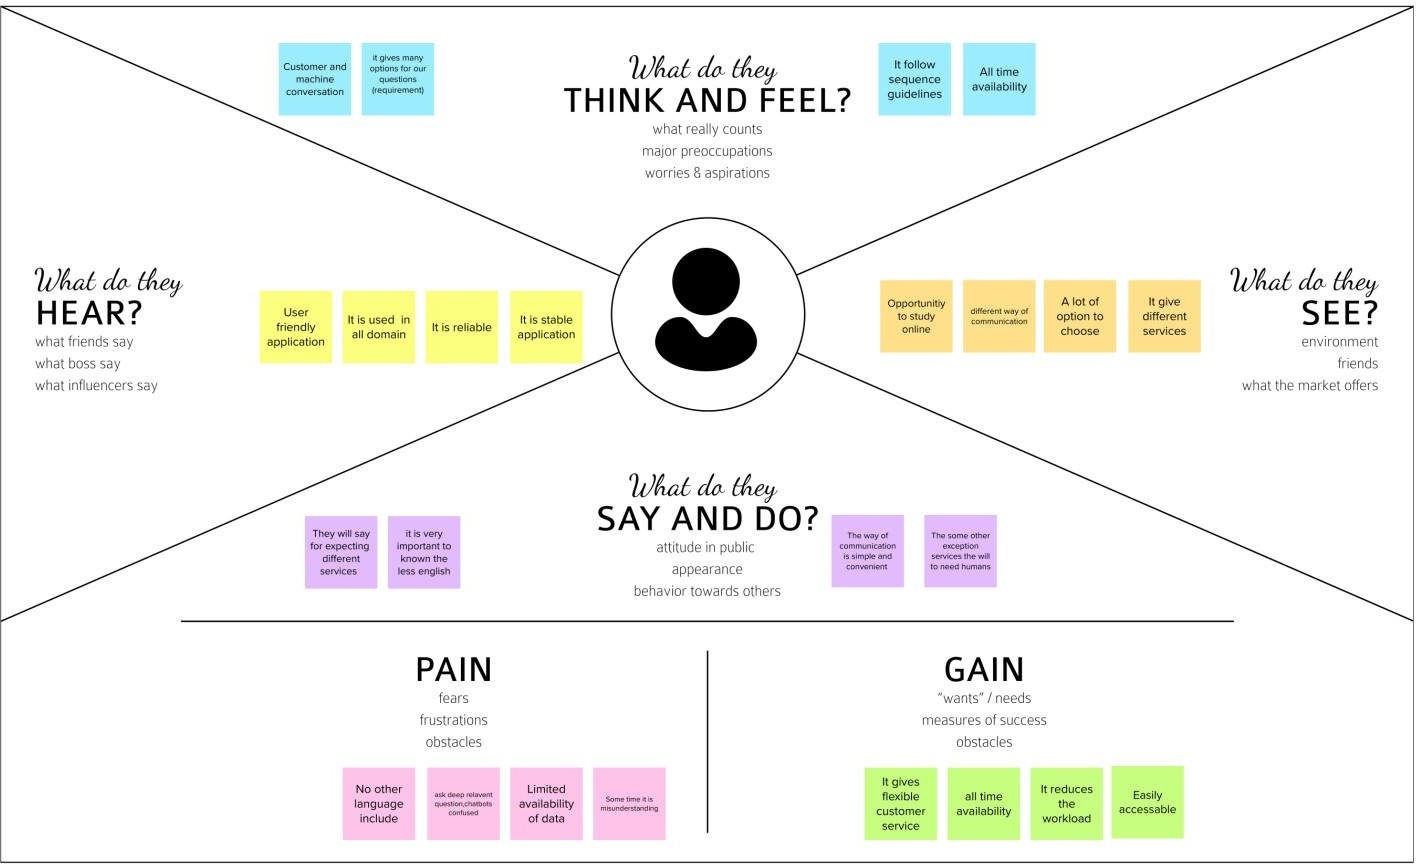 Customer and
machine
conversation
it gives many
options for our
questions
(requirement)
What do they
THINK AND FEEL?
what really counts
major preoccupations
worries & aspirations
It follow
sequence
guidelines
All time
availability
What do they
HEAR?
what friends say
what boss say
what influencers say
User
friendly
application
It is used in
all domain
It is reliable
It is stable
application
Opportunitiy
to study
online
different way of
communication
A lot of
option to
choose
It give
different
services
What do they
SEE?
environment
friends
what the market offers
What do they
SAY AND DO?
attitude in public
appearance
behavior towards others
They will say
for expecting
different
services
it is very
important to
known the
less english
The way of
communication
is simple and
convenient
The some other
exception
services the will
to need humans
PAIN
fears
frustrations
obstacles
No other
language
include
ask deep relavent
question,chatbots
confused
Limited
availability
of data
Some time it is
misunderstanding
GAIN
"wants" / needs
measures of success
obstacles
It gives
flexible
customer
service
all time
availability
It reduces
the
workload
Easily
accessable